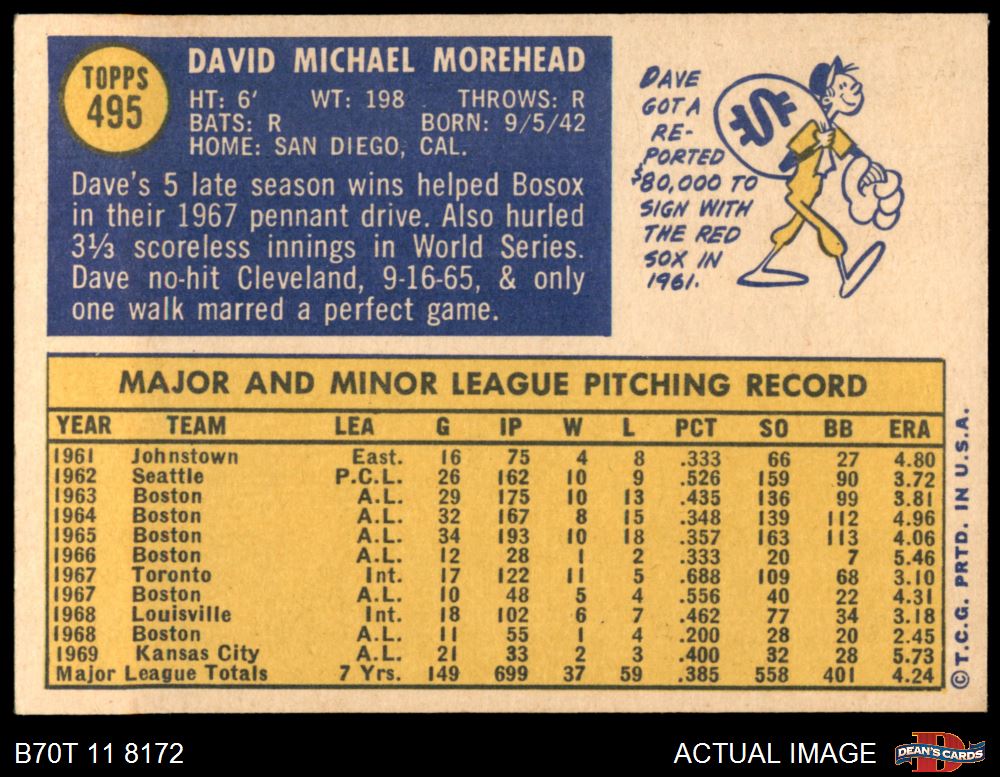 TOPPS
495
DAVID MICHAEL MOREHEAD
HT: 6' WT: 198 THROWS: R
BATS: R BORN: 9/5/42
HOME: SAN DIEGO, CAL.
Dave's 5 late season wins helped Bosox
in their 1967 pennant drive. Also hurled
3⅓ scoreless innings in World Series.
Dave no-hit Cleveland, 9-16-65, & only
one walk marred a perfect game.
DAVE
GOT A
RE-
PORTED
$80,000 TO
SIGN WITH
THE RED
SOX IN
1961.
$
MAJOR AND MINOR LEAGUE PITCHING RECORD
YEAR TEAM LEA G IP W L PCT SO BB ERA
1961 Johnstown East. 16 75 4 8 .333 66 27 4.80
1962 Seattle P.C.L. 26 162 10 9 .526 159 90 3.72
1963 Boston A.L. 29 175 10 13 .435 136 99 3.81
1964 Boston A.L. 32 167 8 15 .348 139 112 4.96
1965 Boston A.L. 34 193 10 18 .357 163 113 4.06
1966 Boston A.L. 12 28 1 2 .333 20 7 5.46
1967 Toronto Int. 17 122 11 5 .688 109 68 3.10
1967 Boston A.L. 10 48 5 4 .556 40 22 4.31
1968 Louisville Int. 18 102 6 7 .462 77 34 3.18
1968 Boston A.L. 11 55 1 4 .200 28 20 2.45
1969 Kansas City A.L. 21 33 2 3 .400 32 28 5.73
Major League Totals 7 Yrs. 149 699 37 59 .385 558 401 4.24
©T.C.G. PRTD. IN U.S.A.
B70T 11 8172
ACTUAL IMAGE
D
DEAN'S CARDS